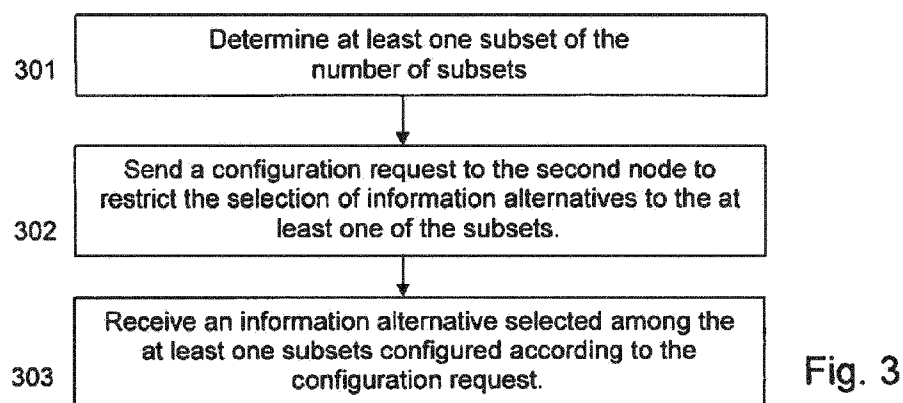 301
Determine at least one subset of the
number of subsets
302
Send a configuration request to the second node to
restrict the selection of information alternatives to the at
least one of the subsets.
303
Receive an information alternative selected among the
at least one subsets configured according to the
configuration request.
Fig. 3